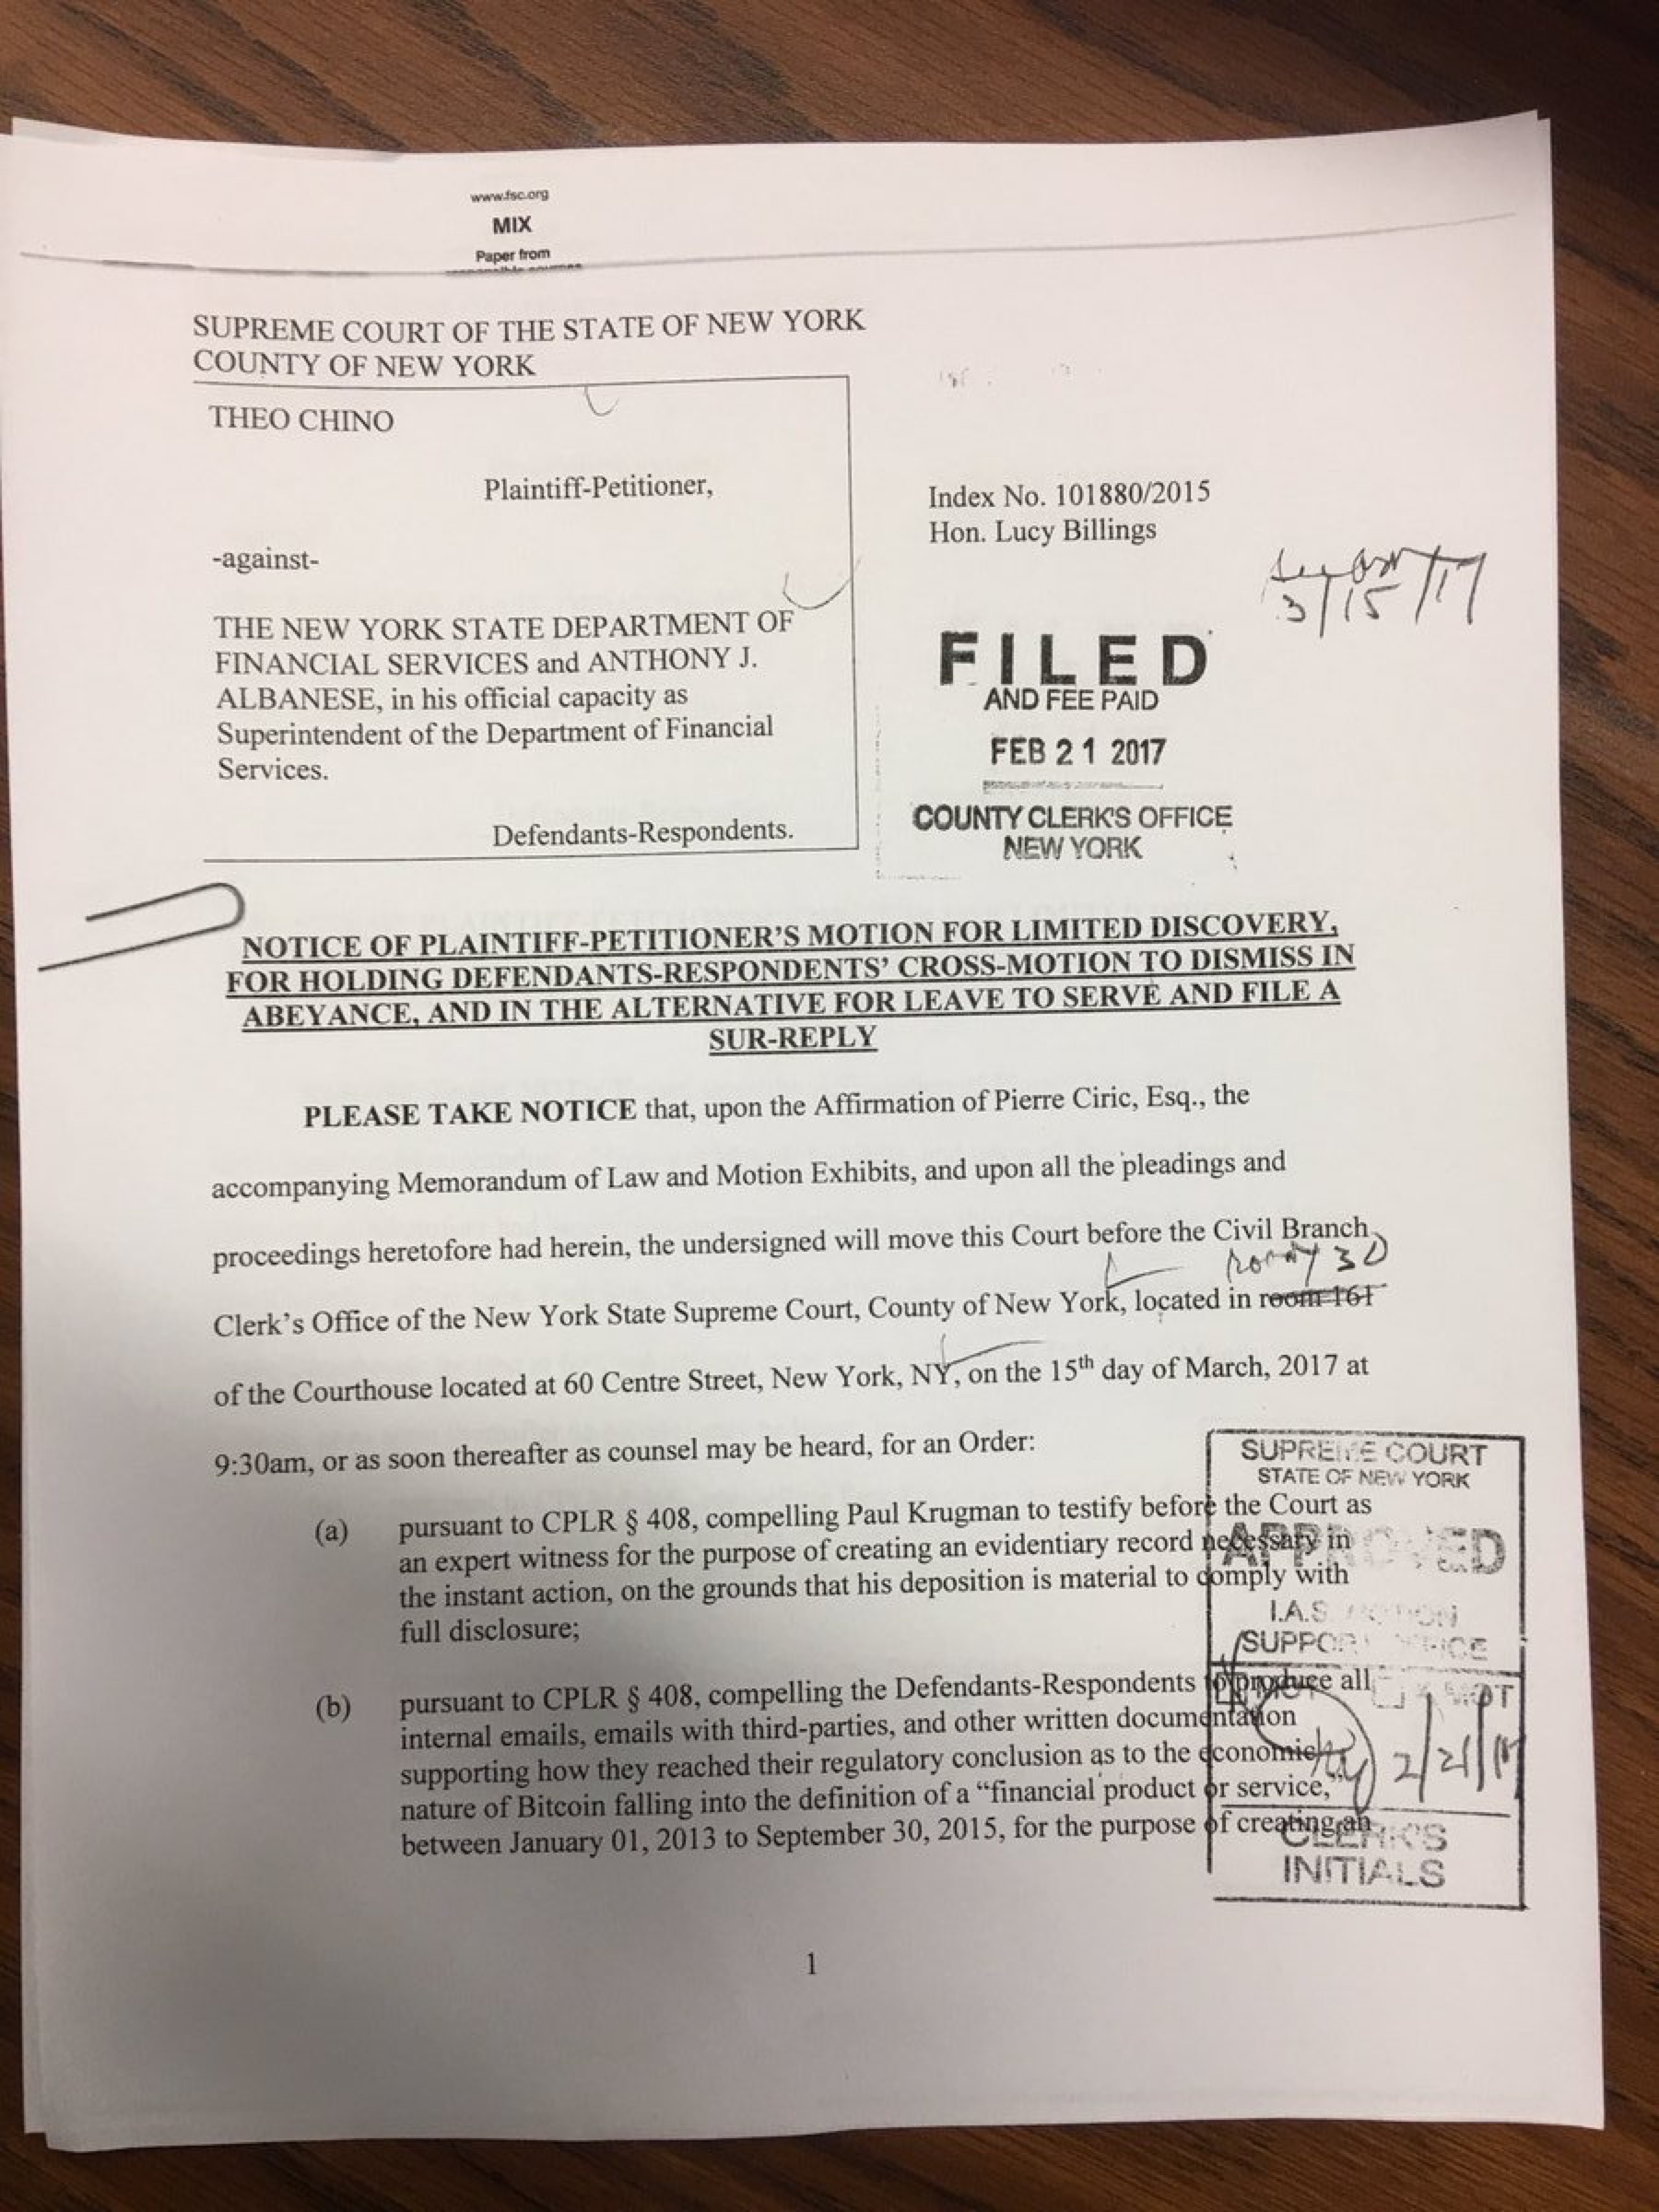 www.fsc.org
MIX
Paper from
responsible sources
SUPREME COURT OF THE STATE OF NEW YORK
COUNTY OF NEW YORK
THEO CHINO
Plaintiff-Petitioner,
-against-
THE NEW YORK STATE DEPARTMENT OF
FINANCIAL SERVICES and ANTHONY J.
ALBANESE, in his official capacity as
Superintendent of the Department of Financial
Services.
Defendants-Respondents.
Index No. 101880/2015
Hon. Lucy Billings
3/15/17
FILED
AND FEE PAID
FEB 21 2017
COUNTY CLERK'S OFFICE
NEW YORK
NOTICE OF PLAINTIFF-PETITIONER'S MOTION FOR LIMITED DISCOVERY,
FOR HOLDING DEFENDANTS-RESPONDENTS' CROSS-MOTION TO DISMISS IN
ABEYANCE, AND IN THE ALTERNATIVE FOR LEAVE TO SERVE AND FILE A
SUR-REPLY
PLEASE TAKE NOTICE that, upon the Affirmation of Pierre Ciric, Esq., the
accompanying Memorandum of Law and Motion Exhibits, and upon all the pleadings and
proceedings heretofore had herein, the undersigned will move this Court before the Civil Branch
130
Clerk's Office of the New York State Supreme Court, County of New York, located in room 161
of the Courthouse located at 60 Centre Street, New York, NY, on the 15th day of March, 2017 at
9:30am, or as soon thereafter as counsel may be heard, for an Order:
(a) pursuant to CPLR § 408, compelling Paul Krugman to testify before the Court as
an expert witness for the purpose of creating an evidentiary record necessary in
the instant action, on the grounds that his deposition is material to comply with
full disclosure;
(b) pursuant to CPLR § 408, compelling the Defendants-Respondents to produce all
internal emails, emails with third-parties, and other written documentation
supporting how they reached their regulatory conclusion as to the economic
nature of Bitcoin falling into the definition of a "financial product or service,"
between January 01, 2013 to September 30, 2015, for the purpose of creating an
SUPREME COURT
STATE OF NEW YORK
APPROVED
I.A.S. MOTION
SUPPORT OFFICE
2/21/17
CLERK'S
INITIALS
1